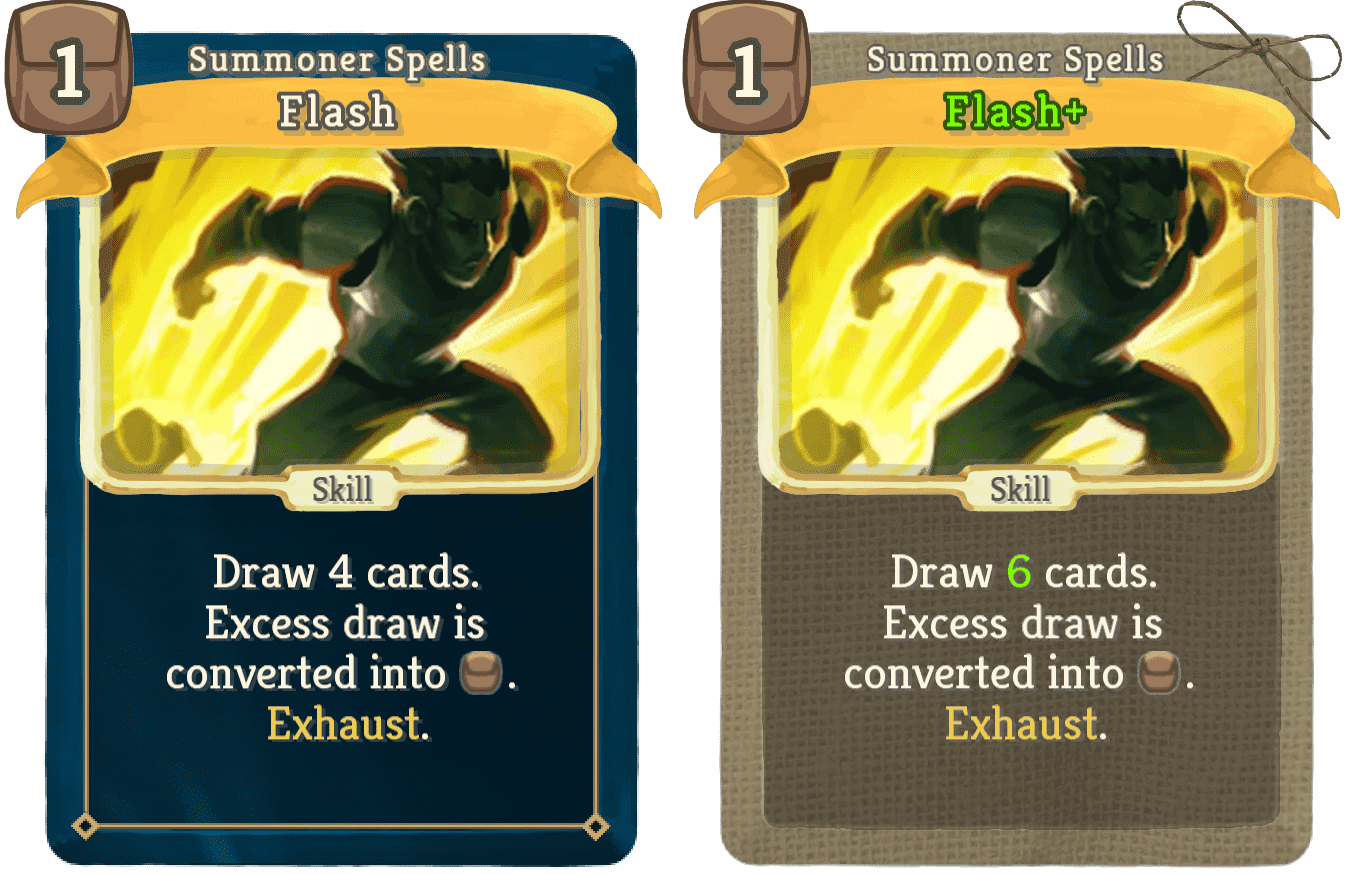 1
Summoner Spells
Flash
Skill
Draw 4 cards.
Excess draw is
converted into .
Exhaust.
1
Summoner Spells
Flash+
Skill
Draw 6 cards.
Excess draw is
converted into .
Exhaust.